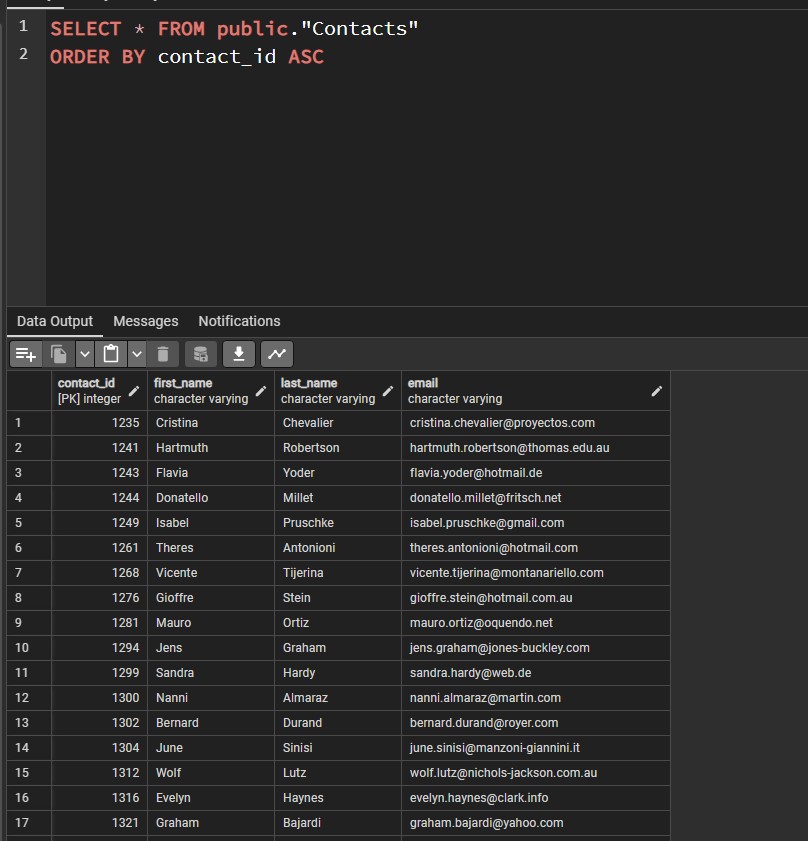 1 SELECT * FROM public."Contacts"
2 ORDER BY contact_id ASC
Data Output Messages Notifications
contact_id first_name last_name email
[PK] integer character varying character varying character varying
1 1235 Cristina Chevalier cristina.chevalier@proyectos.com
2 1241 Hartmuth Robertson hartmuth.robertson@thomas.edu.au
3 1243 Flavia Yoder flavia.yoder@hotmail.de
4 1244 Donatello Millet donatello.millet@fritsch.net
5 1249 Isabel Pruschke isabel.pruschke@gmail.com
6 1261 Theres Antonioni theres.antonioni@hotmail.com
7 1268 Vicente Tijerina vicente.tijerina@montanariello.com
8 1276 Gioffre Stein gioffre.stein@hotmail.com.au
9 1281 Mauro Ortiz mauro.ortiz@oquendo.net
10 1294 Jens Graham jens.graham@jones-buckley.com
11 1299 Sandra Hardy sandra.hardy@web.de
12 1300 Nanni Almaraz nanni.almaraz@martin.com
13 1302 Bernard Durand bernard.durand@royer.com
14 1304 June Sinisi june.sinisi@manzoni-giannini.it
15 1312 Wolf Lutz wolf.lutz@nichols-jackson.com.au
16 1316 Evelyn Haynes evelyn.haynes@clark.info
17 1321 Graham Bajardi graham.bajardi@yahoo.com